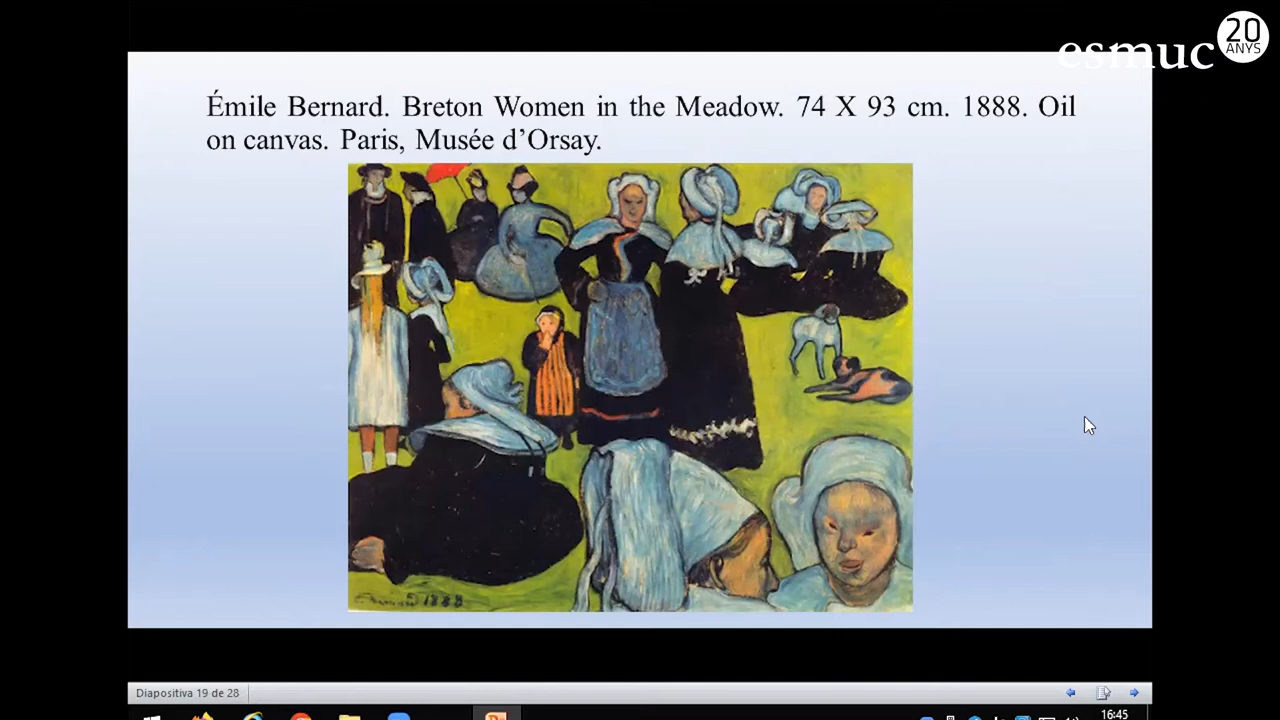 20
ANYS
esmuc
Émile Bernard. Breton Women in the Meadow. 74 X 93 cm. 1888. Oil
on canvas. Paris, Musée d’Orsay.
1888
Diapositiva 19 de 28
16:45